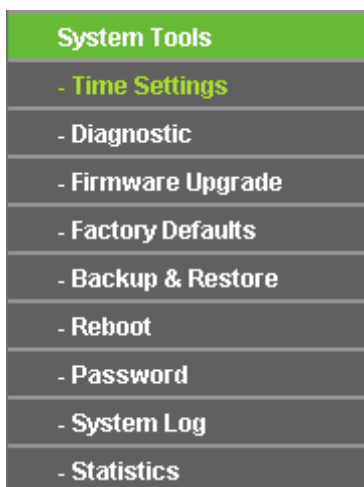 System Tools
- Time Settings
- Diagnostic
- Firmware Upgrade
- Factory Defaults
- Backup & Restore
- Reboot
- Password
- System Log
- Statistics